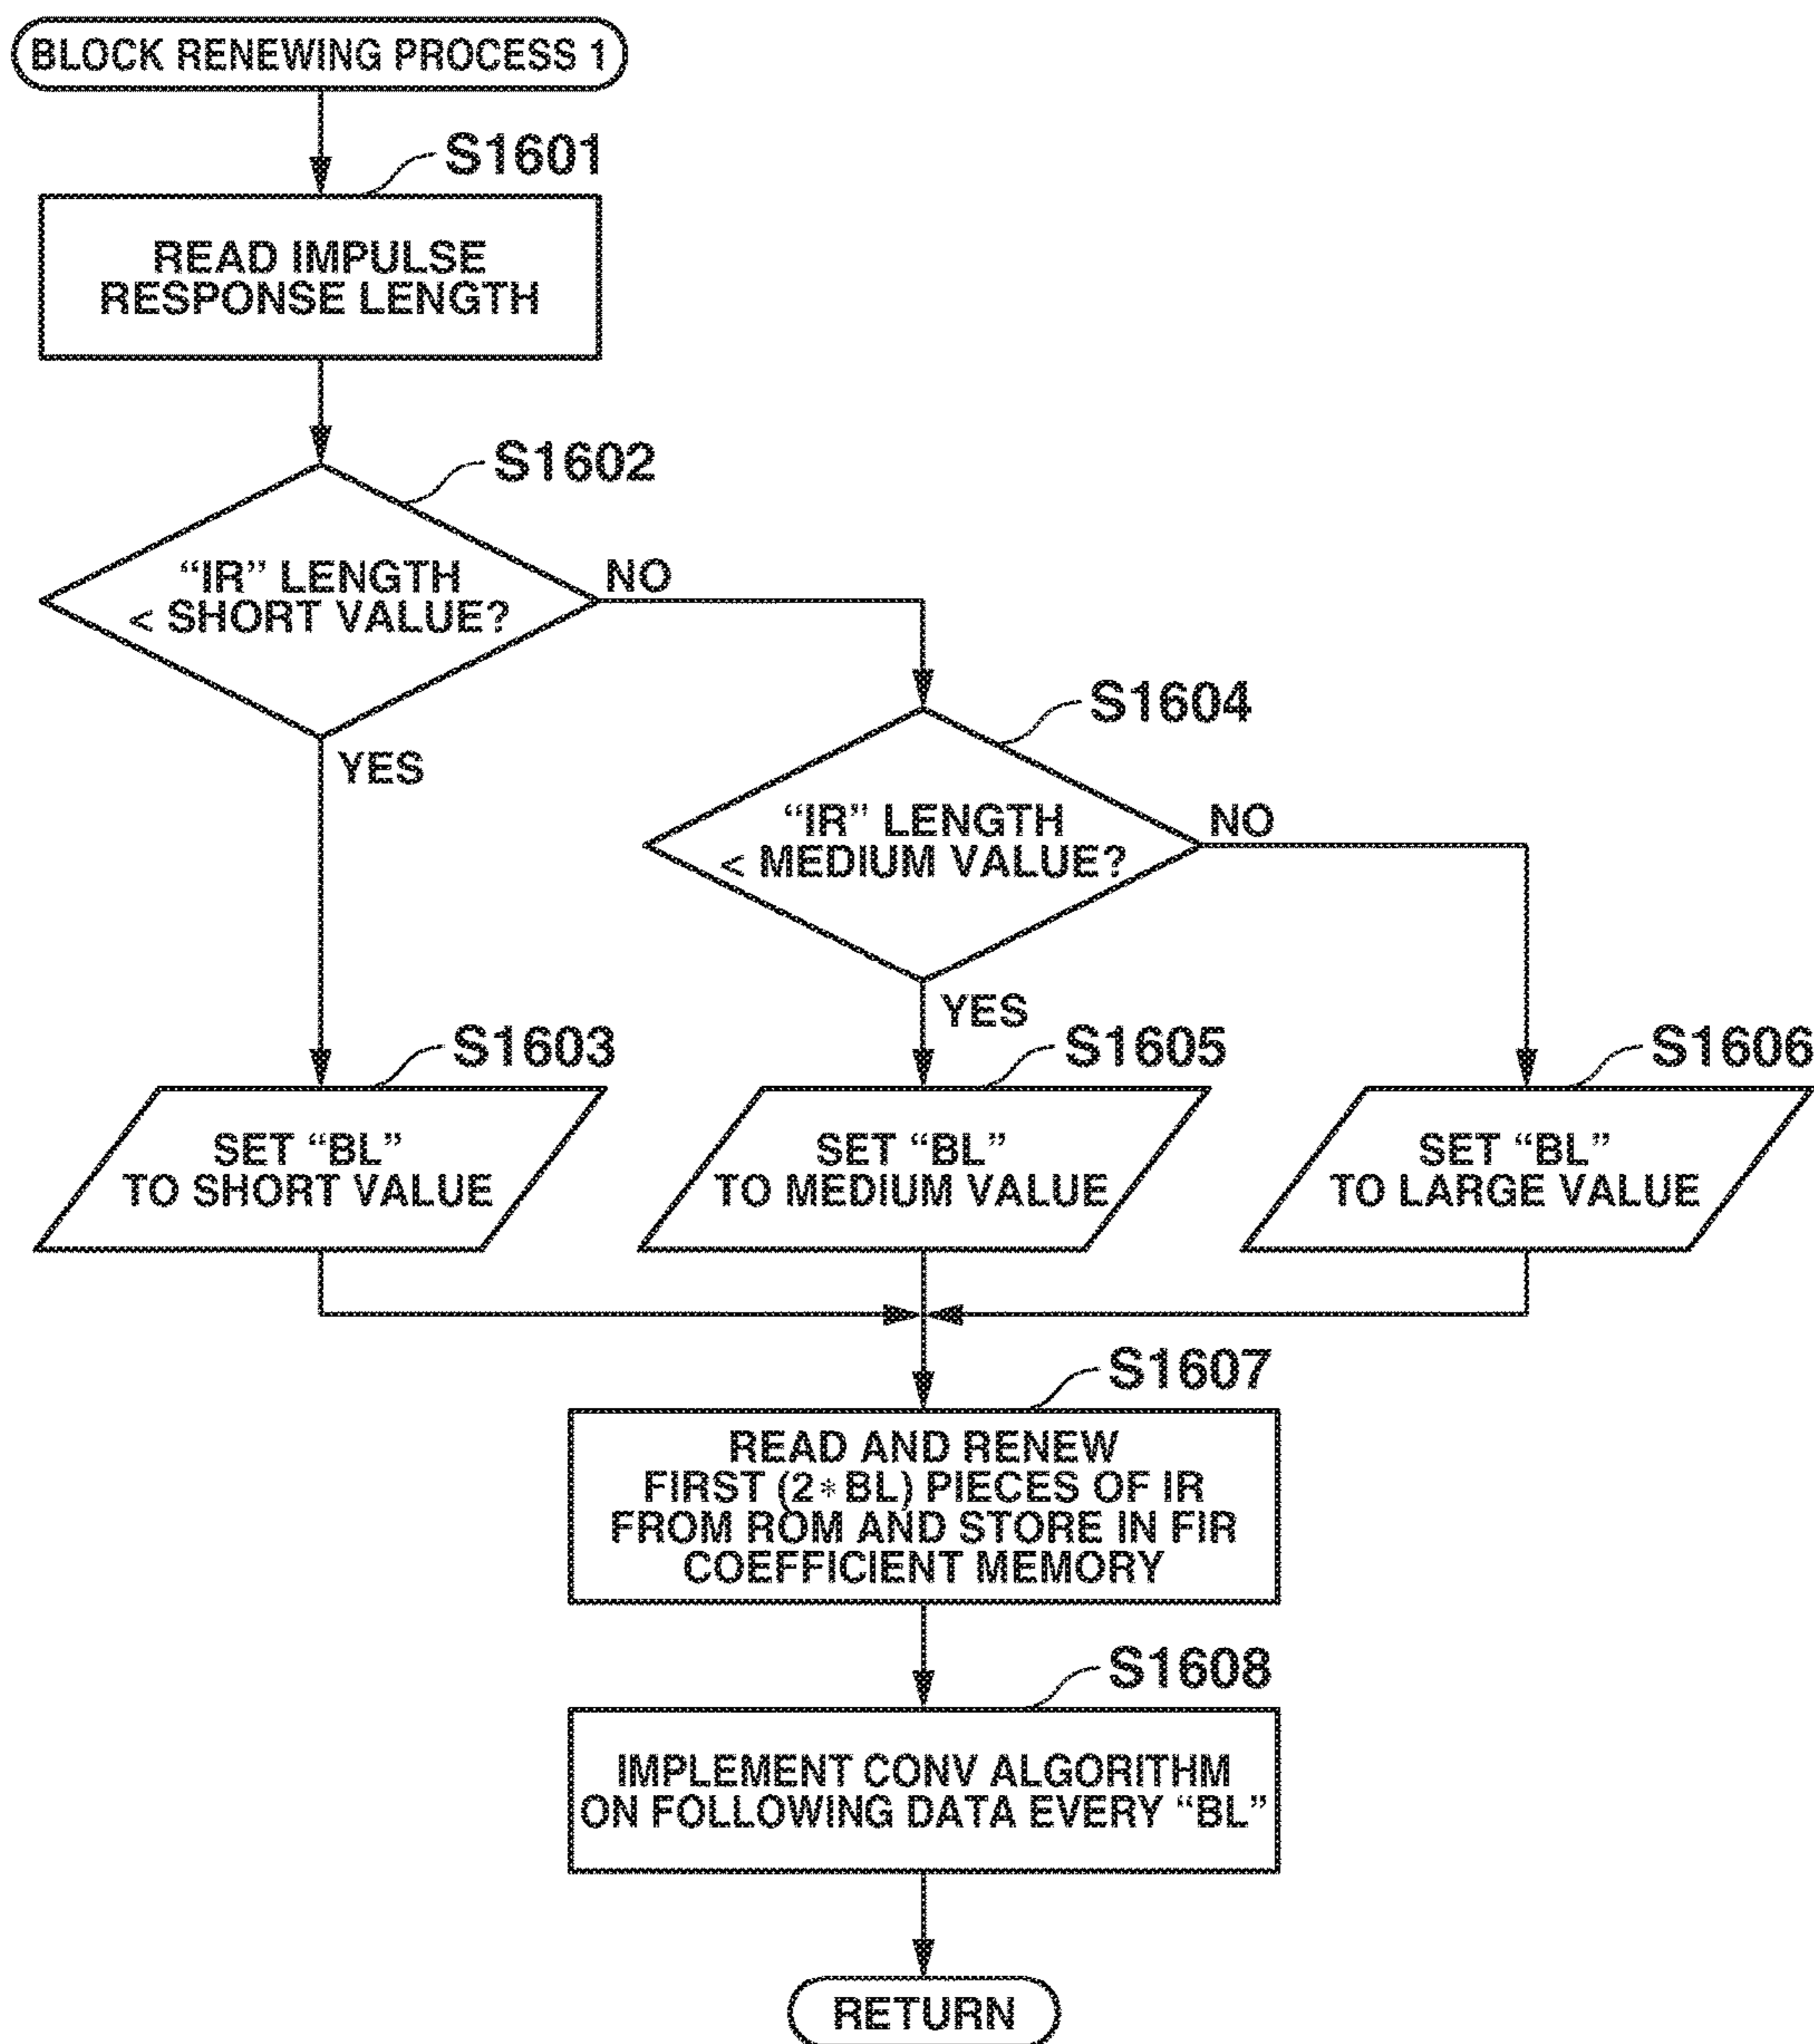 BLOCK RENEWING PROCESS 1
S1601
READ IMPULSE
RESPONSE LENGTH
S1602
“IR” LENGTH
< SHORT VALUE?
NO
YES
S1604
“IR” LENGTH
< MEDIUM VALUE?
NO
YES
S1603
SET “BL”
TO SHORT VALUE
S1605
SET “BL”
TO MEDIUM VALUE
S1606
SET “BL”
TO LARGE VALUE
S1607
READ AND RENEW
FIRST (2 * BL) PIECES OF IR
FROM ROM AND STORE IN FIR
COEFFICIENT MEMORY
S1608
IMPLEMENT CONV ALGORITHM
ON FOLLOWING DATA EVERY “BL”
RETURN